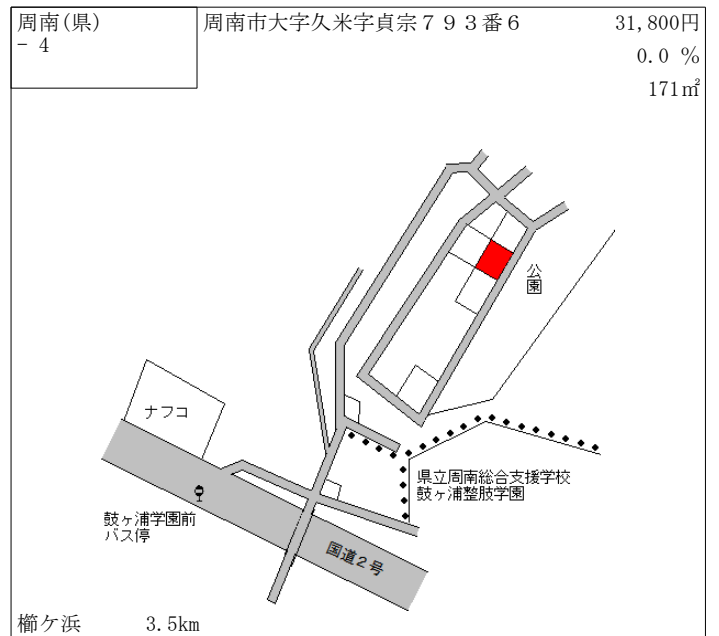 周南(県)
- 4
周南市大字久米字貞宗７９３番６
31,800円
0.0 %
171㎡
公園
ナフコ
県立周南総合支援学校
鼓ヶ浦整肢学園
鼓ヶ浦学園前
バス停
国道２号
櫛ケ浜 3.5km